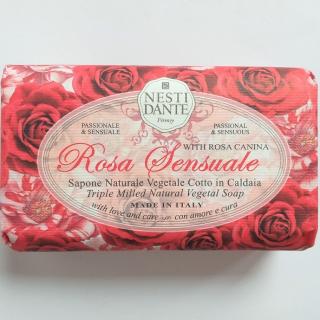 NESTI
DANTE
Firenze
PASSIONALE
& SENSUALE
PASSIONAL
& SENSUOUS
WITH ROSA CANINA
Rosa Sensuale
Sapone Naturale Vegetale Cotto in Caldaia
Triple Milled Natural Vegetal Soap
MADE IN ITALY
with love and care con amore e cura